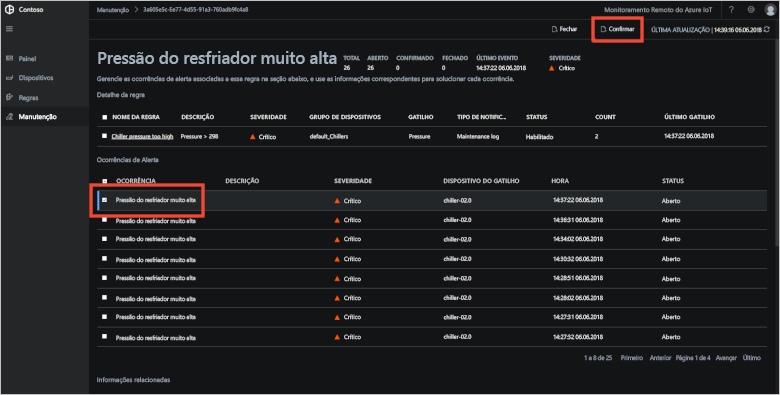 Contoso
Manutenção > 3a605e5c-5e77-4d55-91a3-760adb9fc4a8
Monitoramento Remoto do Azure IoT
Fechar
Confirmar
ÚLTIMA ATUALIZAÇÃO | 14:39:16 06.06.2018
Painel
Dispositivos
Regras
Manutenção
Pressão do resfriador muito alta
TOTAL ABERTO CONFIRMADO FECHADO ÚLTIMO EVENTO SEVERIDADE
26 26 0 0 14:37:22 06.06.2018 Crítico
Gerencie as ocorrências de alerta associadas a essa regra na seção abaixo, e use as informações correspondentes para solucionar cada ocorrência.
Detalhe da regra
NOME DA REGRA DESCRIÇÃO SEVERIDADE GRUPO DE DISPOSITIVOS GATILHO TIPO DE NOTIFIC... STATUS COUNT ÚLTIMO GATILHO
Chiller pressure too high Pressure > 298 Crítico default_Chillers Pressure Maintenance log Habilitado 2 14:37:22 06.06.2018
Ocorrências de Alerta
OCORRÊNCIA DESCRIÇÃO SEVERIDADE DISPOSITIVO DO GATILHO HORA STATUS
Pressão do resfriador muito alta Crítico chiller-02.0 14:37:22 06.06.2018 Aberto
Pressão do resfriador muito alta Crítico chiller-02.0 14:36:31 06.06.2018 Aberto
Pressão do resfriador muito alta Crítico chiller-02.0 14:34:02 06.06.2018 Aberto
Pressão do resfriador muito alta Crítico chiller-02.0 14:30:32 06.06.2018 Aberto
Pressão do resfriador muito alta Crítico chiller-02.0 14:28:51 06.06.2018 Aberto
Pressão do resfriador muito alta Crítico chiller-02.0 14:28:02 06.06.2018 Aberto
Pressão do resfriador muito alta Crítico chiller-02.0 14:27:31 06.06.2018 Aberto
Pressão do resfriador muito alta Crítico chiller-02.0 14:27:32 06.06.2018 Aberto
1 a 8 de 25 Primeiro Anterior Página 1 de 4 Avançar Último
Informações relacionadas